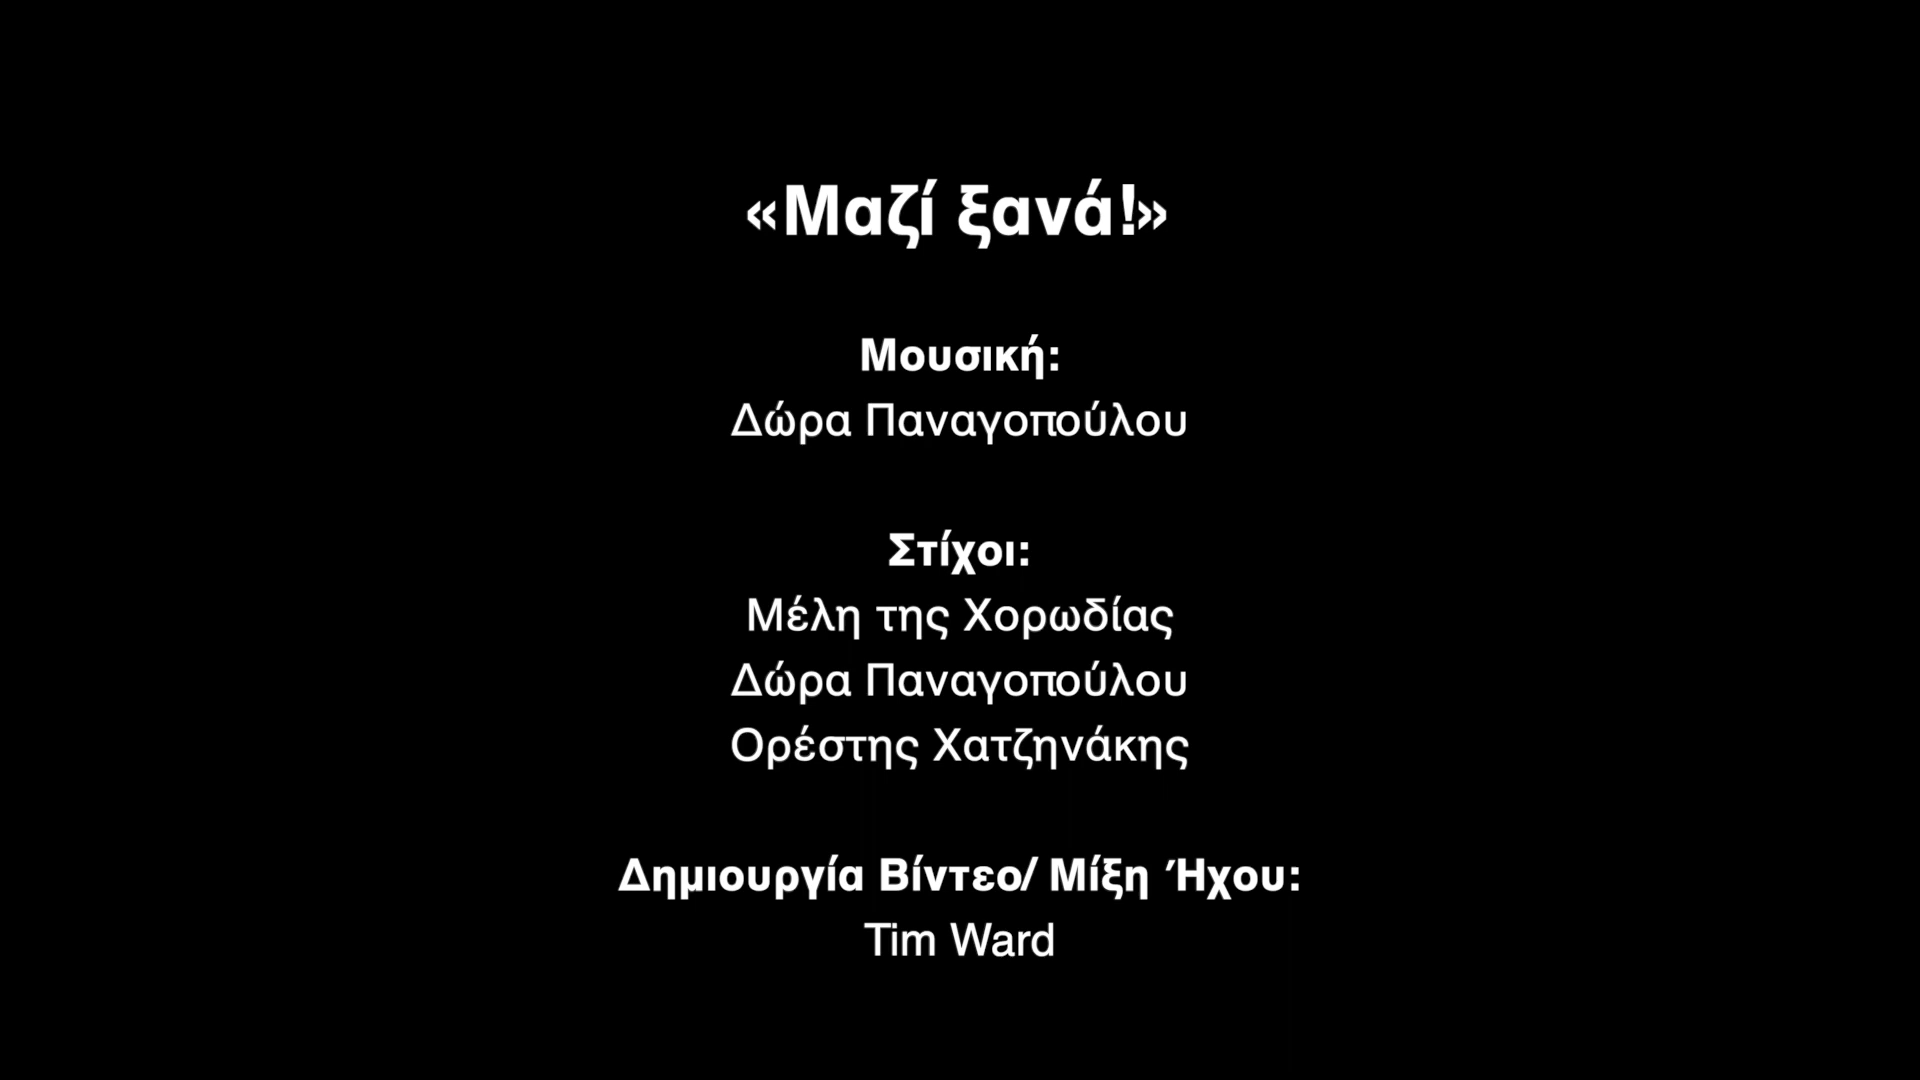 «Μαζί ξανά!»
Μουσική:
Δώρα Παναγοπούλου
Στίχοι:
Μέλη της Χορωδίας
Δώρα Παναγοπούλου
Ορέστης Χατζηνάκης
Δημιουργία Βίντεο/ Μίξη Ήχου:
Tim Ward